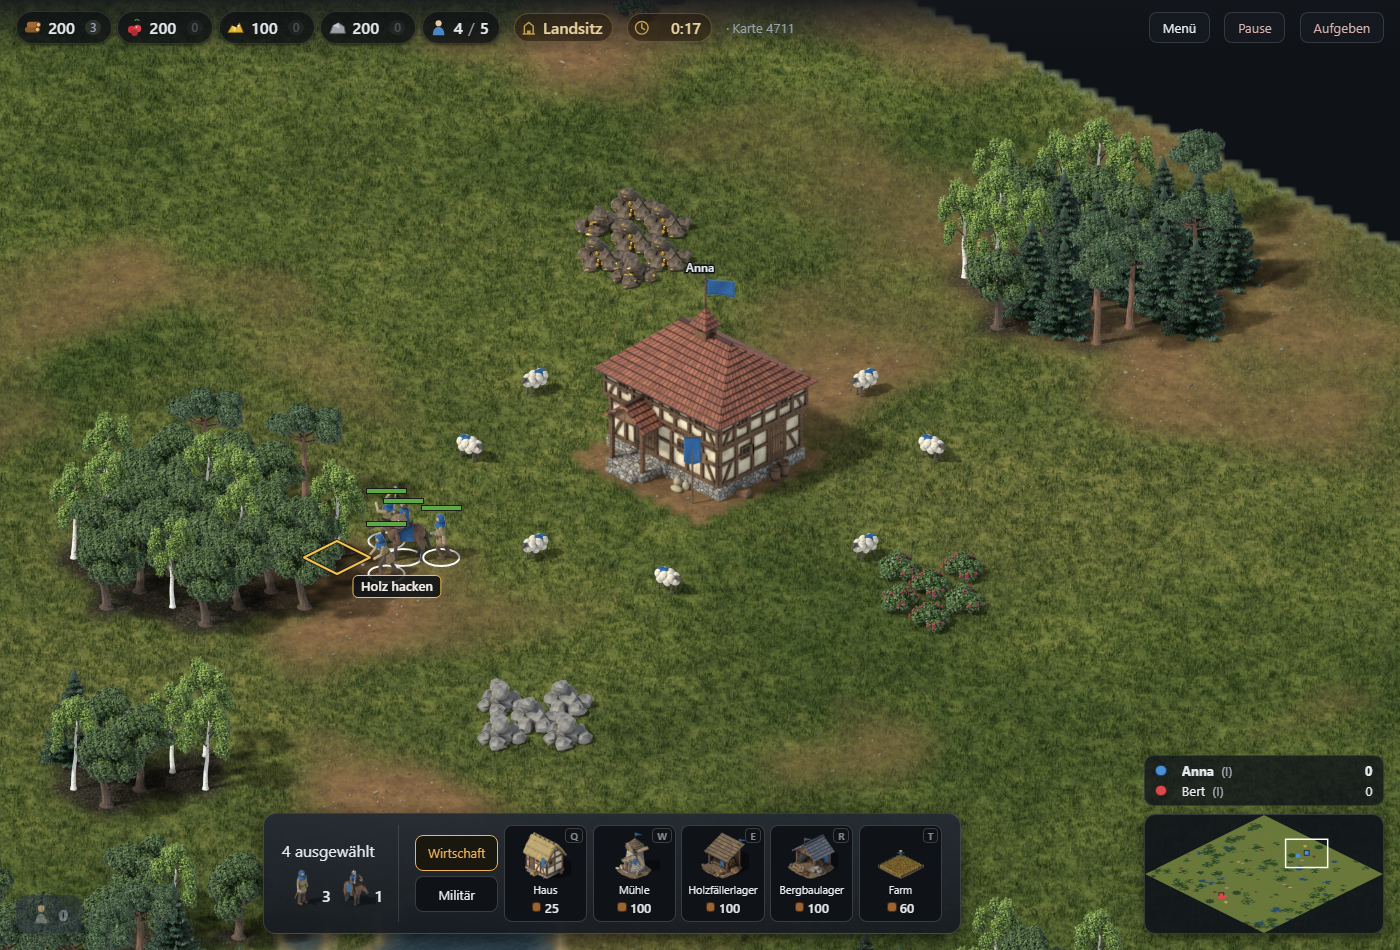 200 3 200 0 100 0 200 0 4 / 5 Landsitz 0:17 · Karte 4711 Menü Pause Aufgeben
Anna
Holz hacken
Anna (I) 0
Bert (I) 0
4 ausgewählt
3 1
Wirtschaft
Militär
Q W E R T
Haus Mühle Holzfällerlager Bergbaulager Farm
25 100 100 100 60
0